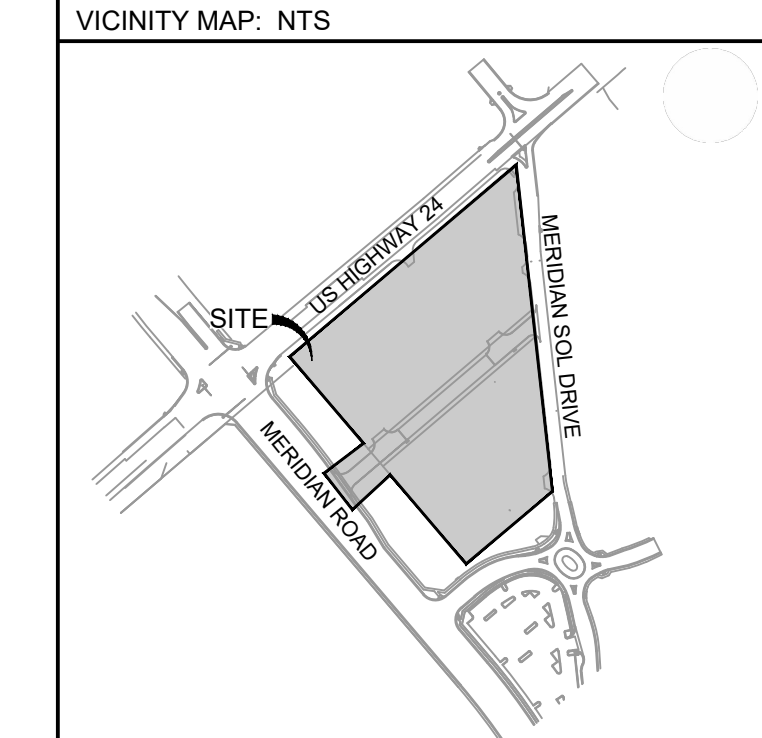 VICINITY MAP: NTS
US HIGHWAY 24
MERIDIAN SOL DRIVE
SITE
MERIDIAN ROAD